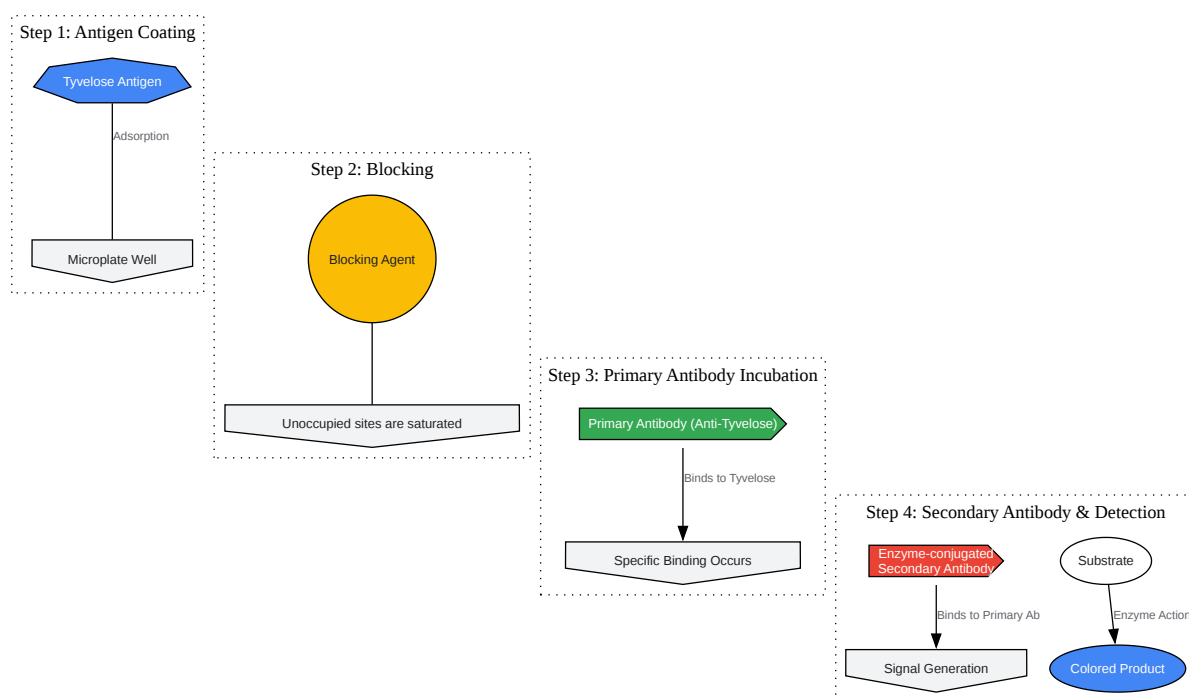 Step 1: Antigen Coating
Tyvelose Antigen
Adsorption
Microplate Well
Step 2: Blocking
Blocking Agent
Unoccupied sites are saturated
Step 3: Primary Antibody Incubation
Primary Antibody (Anti-Tyvelose)
Binds to Tyvelose
Specific Binding Occurs
Step 4: Secondary Antibody & Detection
Enzyme-conjugated
Secondary Antibody
Binds to Primary Ab
Signal Generation
Substrate
Enzyme Action
Colored Product